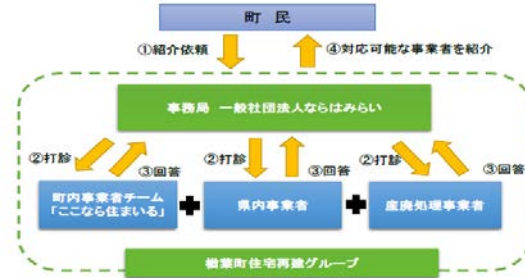 町 民
①紹介依頼
④対応可能な事業者を紹介
事務局 一般社団法人ならはみらい
②打診
③回答
②打診
③回答
②打診
③回答
町内事業者チーム
「ここなら住まいる」
県内事業者
産廃処理事業者
楢葉町住宅再建グループ